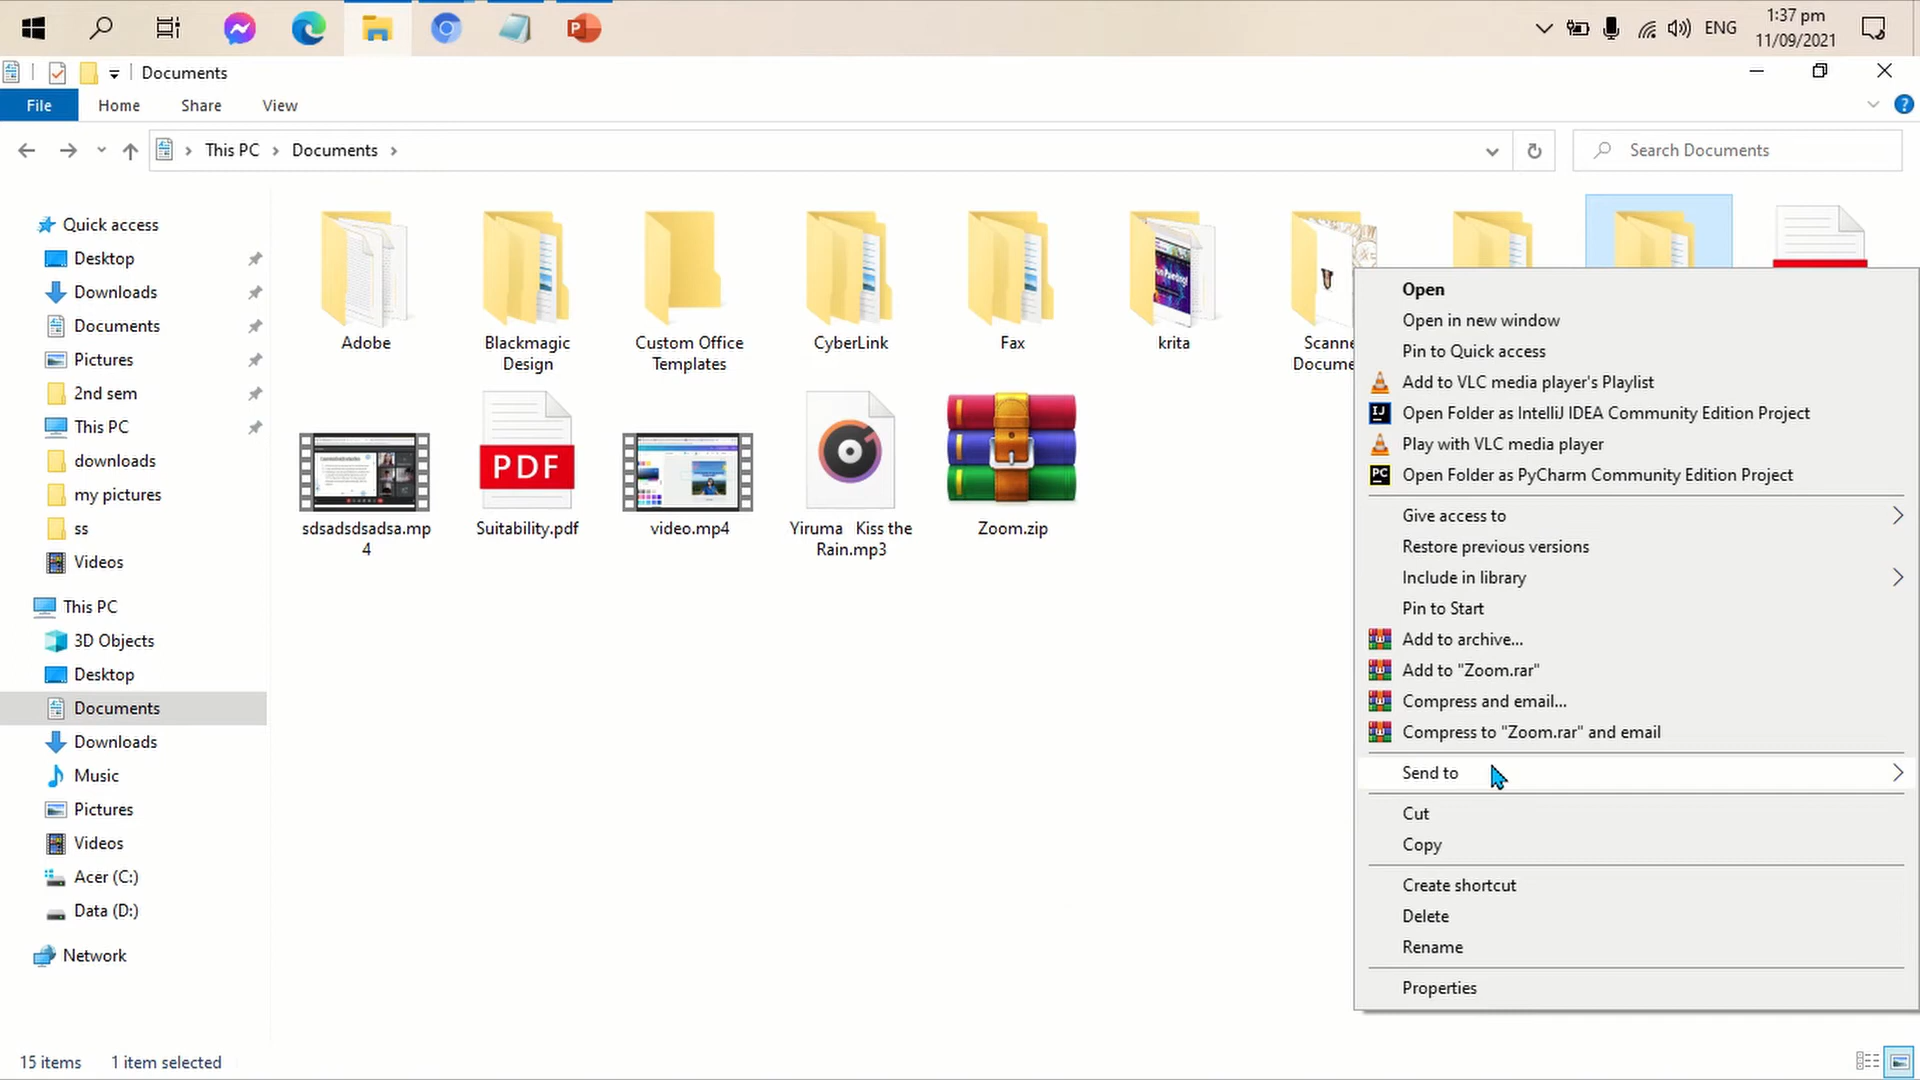 1:37 pm
ENG
11/09/2021
Documents
File
Home
Share
View
This PC
Documents
Search Documents
Quick access
Desktop
Downloads
Documents
Pictures
2nd sem
This PC
downloads
my pictures
ss
Videos
This PC
3D Objects
Desktop
Documents
Downloads
Music
Pictures
Videos
Acer (C:)
Data (D:)
Network
Adobe
Blackmagic
Design
Custom Office
Templates
CyberLink
Fax
krita
Scanne
Docume
sdsadsdsadsa.mp
4
PDF
Suitability.pdf
video.mp4
Yiruma Kiss the
Rain.mp3
Zoom.zip
Open
Open in new window
Pin to Quick access
Add to VLC media player's Playlist
Open Folder as IntelliJ IDEA Community Edition Project
Play with VLC media player
Open Folder as PyCharm Community Edition Project
Give access to
Restore previous versions
Include in library
Pin to Start
Add to archive...
Add to "Zoom.rar"
Compress and email...
Compress to "Zoom.rar" and email
Send to
Cut
Copy
Create shortcut
Delete
Rename
Properties
15 items
1 item selected